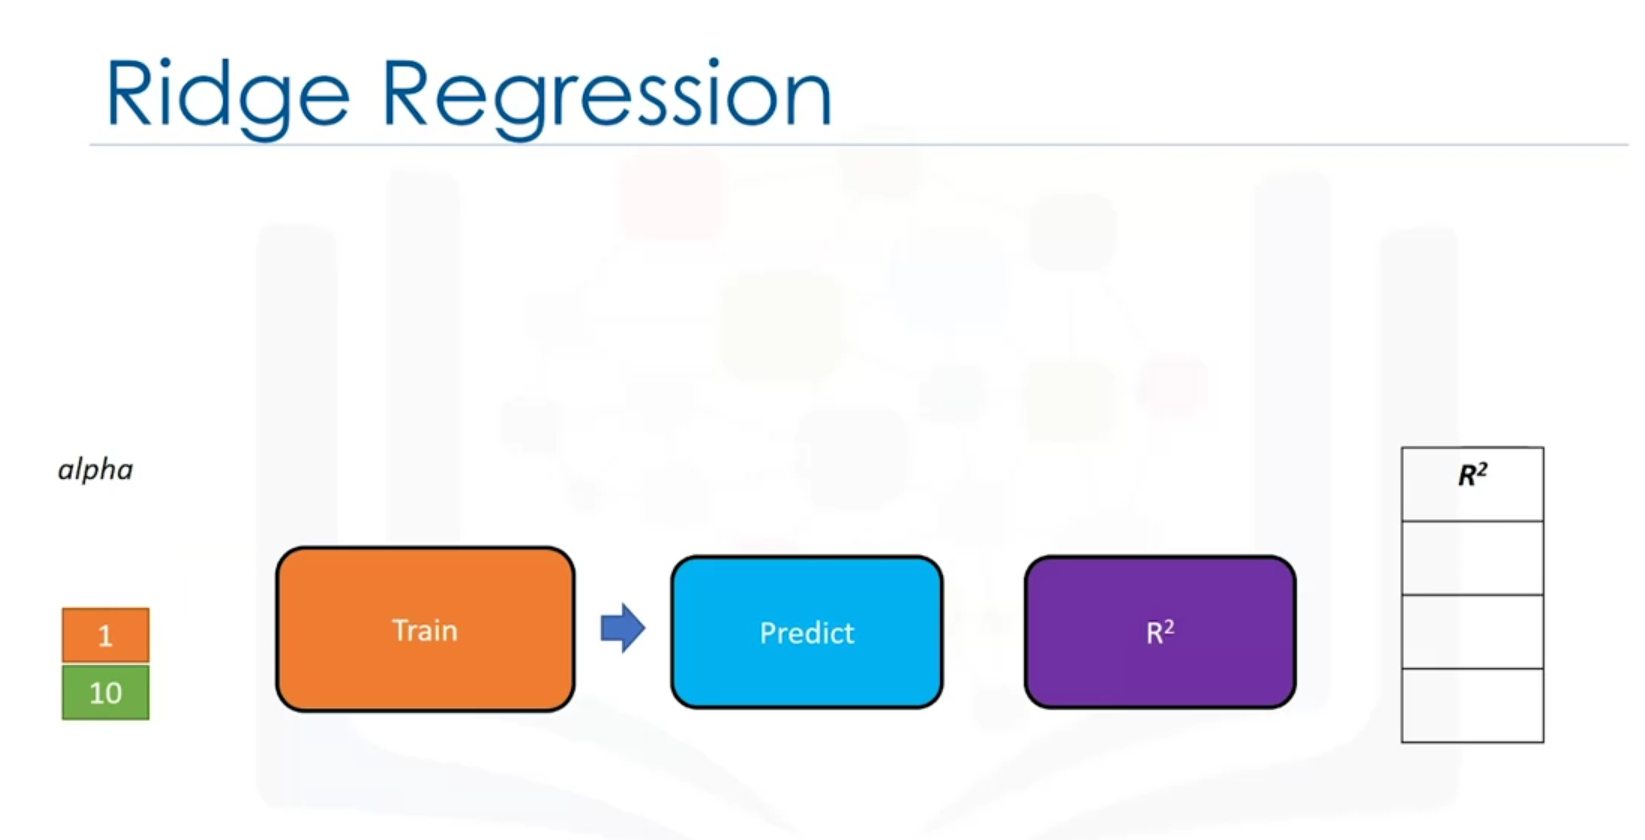 Ridge Regression
alpha
R²
Train
Predict
R²
1
10